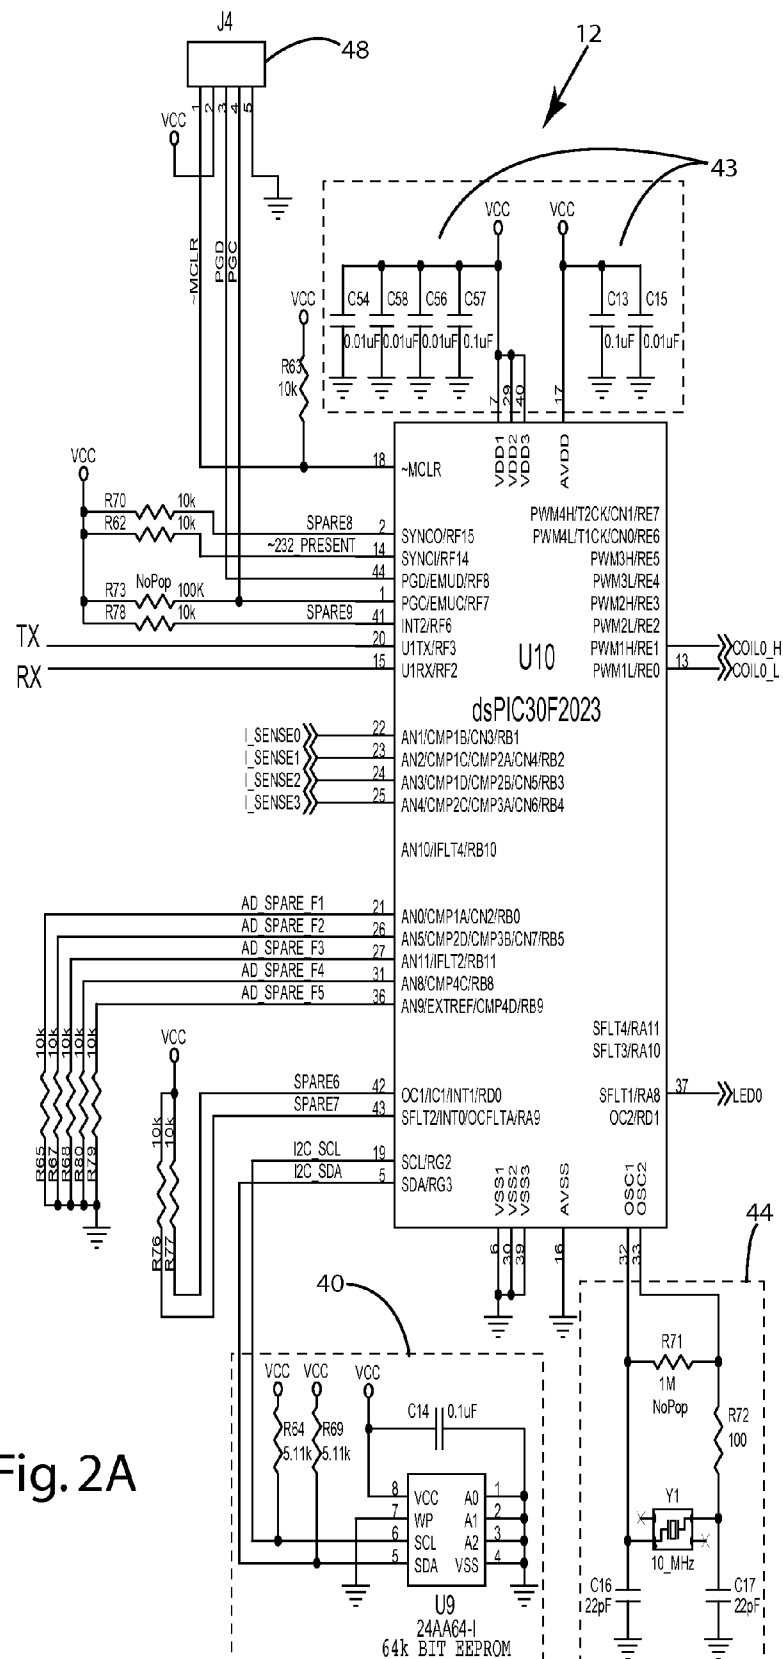 J4
48
12
1 2 3 4 5
VCC
43
VCC VCC
~MCLR
PGD
PGC
VCC
C54 C58 C56 C57 C13 C15
0.01uF 0.01uF 0.01uF 0.1uF 0.1uF 0.01uF
R63
10k
7 29 40 17
VDD1
VDD2
VDD3
AVDD
VCC
18 ~MCLR
R70 10k SPARE8 2 SYNCO/RF15
R62 10k ~232_PRESENT 14 SYNCI/RF14
44 PGD/EMUD/RF8
NoPop
R73 100K 1 PGC/EMUC/RF7
R78 10k SPARE9 41 INT2/RF6
TX 20 U1TX/RF3
RX 15 U1RX/RF2
PWM4H/T2CK/CN1/RE7
PWM4L/T1CK/CN0/RE6
PWM3H/RE5
PWM3L/RE4
PWM2H/RE3
PWM2L/RE2
PWM1H/RE1 COIL0_H
PWM1L/RE0 13 COIL0_L
U10
dsPIC30F2023
I_SENSE0 22 AN1/CMP1B/CN3/RB1
I_SENSE1 23 AN2/CMP1C/CMP2A/CN4/RB2
I_SENSE2 24 AN3/CMP1D/CMP2B/CN5/RB3
I_SENSE3 25 AN4/CMP2C/CMP3A/CN6/RB4
AN10/IFLT4/RB10
AD_SPARE_F1 21 AN0/CMP1A/CN2/RB0
AD_SPARE_F2 26 AN5/CMP2D/CMP3B/CN7/RB5
AD_SPARE_F3 27 AN11/IFLT2/RB11
AD_SPARE_F4 31 AN8/CMP4C/RB8
AD_SPARE_F5 36 AN9/EXTREF/CMP4D/RB9
SFLT4/RA11
SFLT3/RA10
10k 10k 10k 10k 10k
R65 R67 R68 R80 R79
VCC
10k 10k
R76 R77
SPARE6 42 OC1/IC1/INT1/RD0
SPARE7 43 SFLT2/INT0/OCFLTA/RA9
SFLT1/RA8 37 LED0
OC2/RD1
I2C_SCL 19 SCL/RG2
I2C_SDA 5 SDA/RG3
VSS1
VSS2
VSS3
AVSS
OSC1
OSC2
6 30 39 16 32 33
44
40
VCC VCC VCC
R64 5.11k
R69 5.11k
C14 0.1uF
8 VCC A0 1
7 WP A1 2
6 SCL A2 3
5 SDA VSS 4
U9
24AA64-I
64k BIT EEPROM
R71
1M
NoPop
R72
100
Y1
10_MHz
C16
22pF
C17
22pF
Fig. 2A